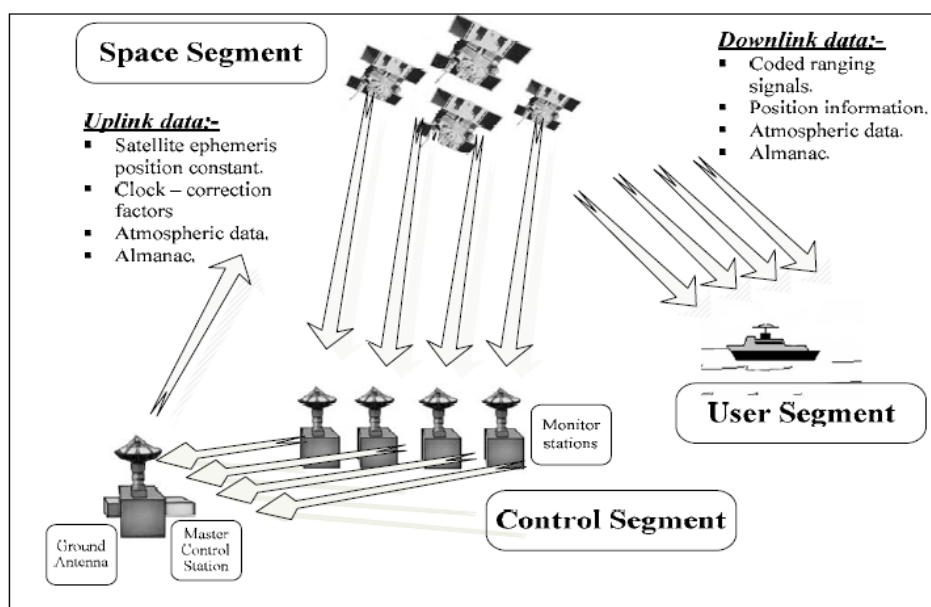 Space Segment
Uplink data:-
▪ Satellite ephemeris
position constant.
▪ Clock – correction
factors
▪ Atmospheric data.
▪ Almanac.
Downlink data:-
▪ Coded ranging
signals.
▪ Position information.
▪ Atmospheric data.
▪ Almanac.
User Segment
Monitor
stations
Control Segment
Ground
Antenna
Master
Control
Station